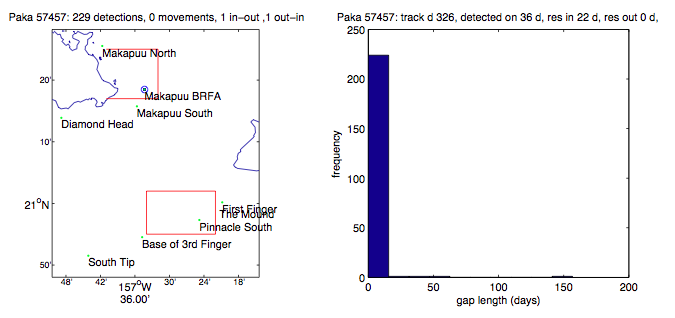 Paka 57457: 229 detections, 0 movements, 1 in−out ,1 out−in
Makapuu North
20'
Makapuu BRFA
Makapuu South
Diamond Head
10'
21°N
First Finger
The Mound
Pinnacle South
Base of 3rd Finger
South Tip
50'
48' 42' 157°W 30' 24' 18'
36.00'
Paka 57457: track d 326, detected on 36 d, res in 22 d, res out 0 d,
250
200
150
100
50
0
frequency
0 50 100 150 200
gap length (days)